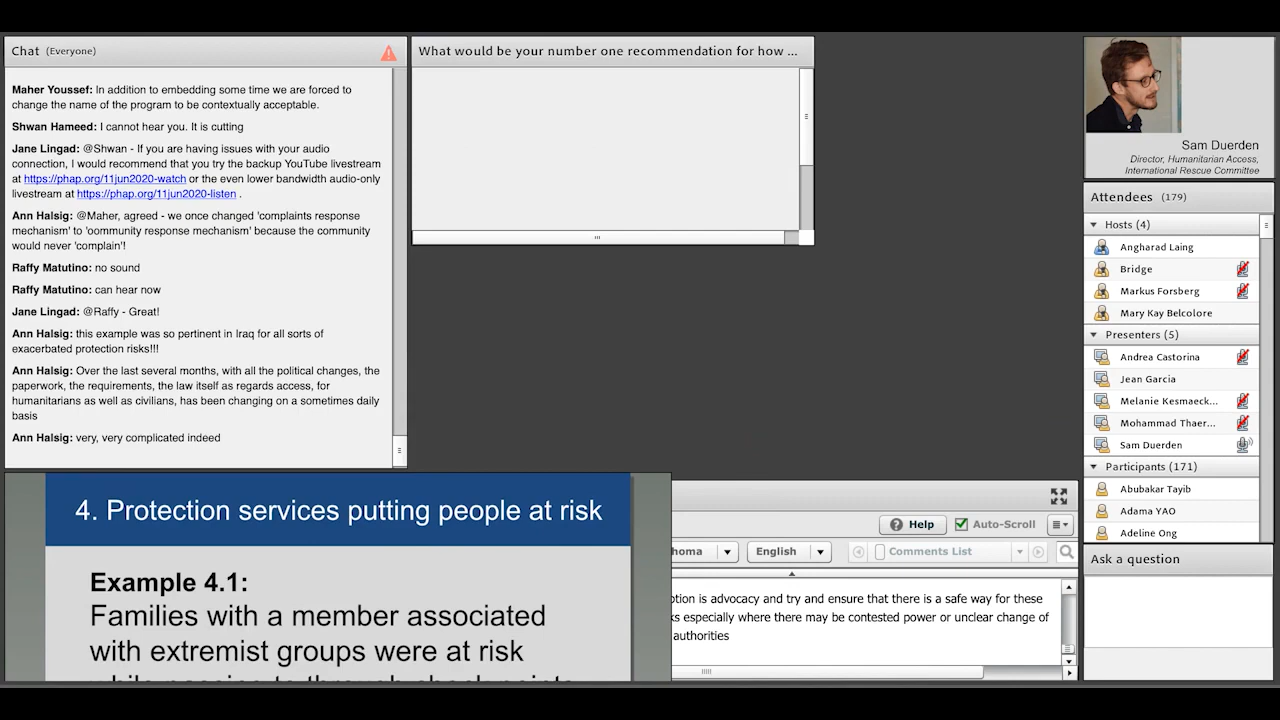 Chat (Everyone)
Maher Youssef: In addition to embedding some time we are forced to
change the name of the program to be contextually acceptable.
Shwan Hameed: I cannot hear you. It is cutting
Jane Lingad: @Shwan - If you are having issues with your audio
connection, I would recommend that you try the backup YouTube livestream
at https://phap.org/11jun2020-watch or the even lower bandwidth audio-only
livestream at https://phap.org/11jun2020-listen .
Ann Halsig: @Maher, agreed - we once changed 'complaints response
mechanism' to 'oommunity response mechanism' because the community
would never 'complain'!
Raffy Matutino: no sound
Raffy Matutino: can hear now
Jane Lingad: @Raffy - Great!
Ann Halsig: this example was so pertinent in Iraq for all sorts of
exacerbated protection risks!!!
Ann Halsig: Over the last several months, with all the political changes, the
paperwork, the requirements, the law itself as regards access, for
humanitarians as well as civilians, has been changing on a sometimes daily
basis
Ann Halsig: very, very complicated indeed
What would be your number one recommendation for how ...
Sam Duerden
Director, Humanitarian Access,
International Rescue Committee
Attendees (179)
Hosts (4)
Angharad Laing
Bridge
Markus Forsberg
Mary Kay Belcolore
Presenters (5)
Andrea Castorina
Jean Garcia
Melanie Kesmaeck...
Mohammad Thaer...
Sam Duerden
Participants (171)
Abubakar Tayib
Adama YAO
Adeline Ong
Ask a question
4. Protection services putting people at risk
Example 4.1:
Families with a member associated
with extremist groups were at risk
Help
Auto-Scroll
homa
English
Comments List
ption is advocacy and try and ensure that there is a safe way for these
ks especially where there may be contested power or unclear change of
authorities